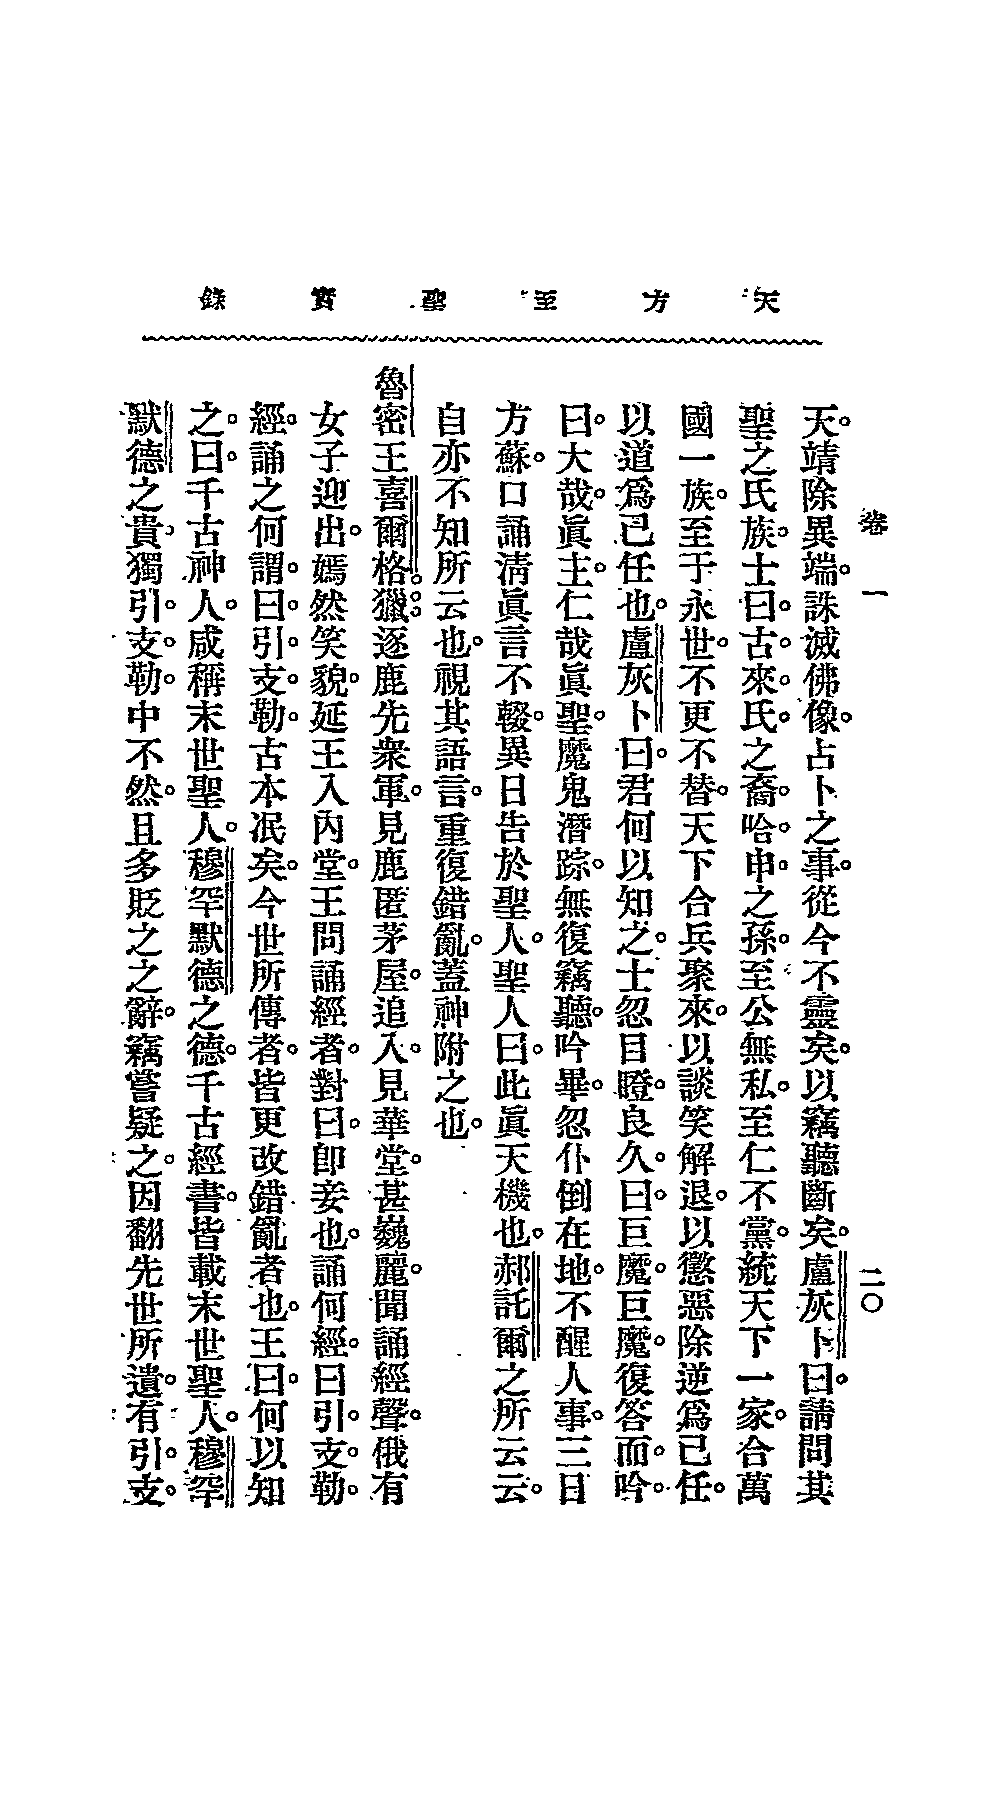 天方至聖實錄
卷一 二〇
天。靖除異端。誅滅佛像。占卜之事。從今不靈矣。以竊聽斷矣。盧灰卜曰。請問其
聖之氏族。士曰。古來氏之裔。哈申之孫。至公無私。至仁不黨。統天下一家。合萬
國一族。至于永世。不更不替。天下合兵聚來。以談笑解退。以懲惡除逆爲己任。
以道爲己任也。盧灰卜曰。君何以知之。士忽目瞪良久。曰。巨魔。巨魔。復答而吟。
曰。大哉。眞主。仁哉眞聖。魔鬼潛踪。無復竊聽。吟畢。忽仆倒在地。不醒人事。三日
方蘇。口誦淸眞言不輟。異日告於聖人。聖人曰。此眞天機也。郝託爾之所云云。
自亦不知所云也。視其語言。重復錯亂。蓋神附之也。
魯密王喜爾格。獵。逐鹿先衆軍。見鹿匿茅屋。追入。見華堂。甚巍麗。聞誦經聲。俄有
女子迎出。嫣然笑貌。延王入內堂。王問誦經者。對曰。卽妾也。誦何經。曰引。支。勒。
經。誦之何謂。曰。引。支。勒。古本泯矣。今世所傳者。皆更改錯亂者也。王曰。何以知
之。曰。千古神人。咸稱末世聖人。穆罕默德之德。千古經書。皆載末世聖人。穆罕
默德之貴。獨引。支。勒。中不然。且多貶之之辭。竊嘗疑之。因翻先世所遺。有引。支。